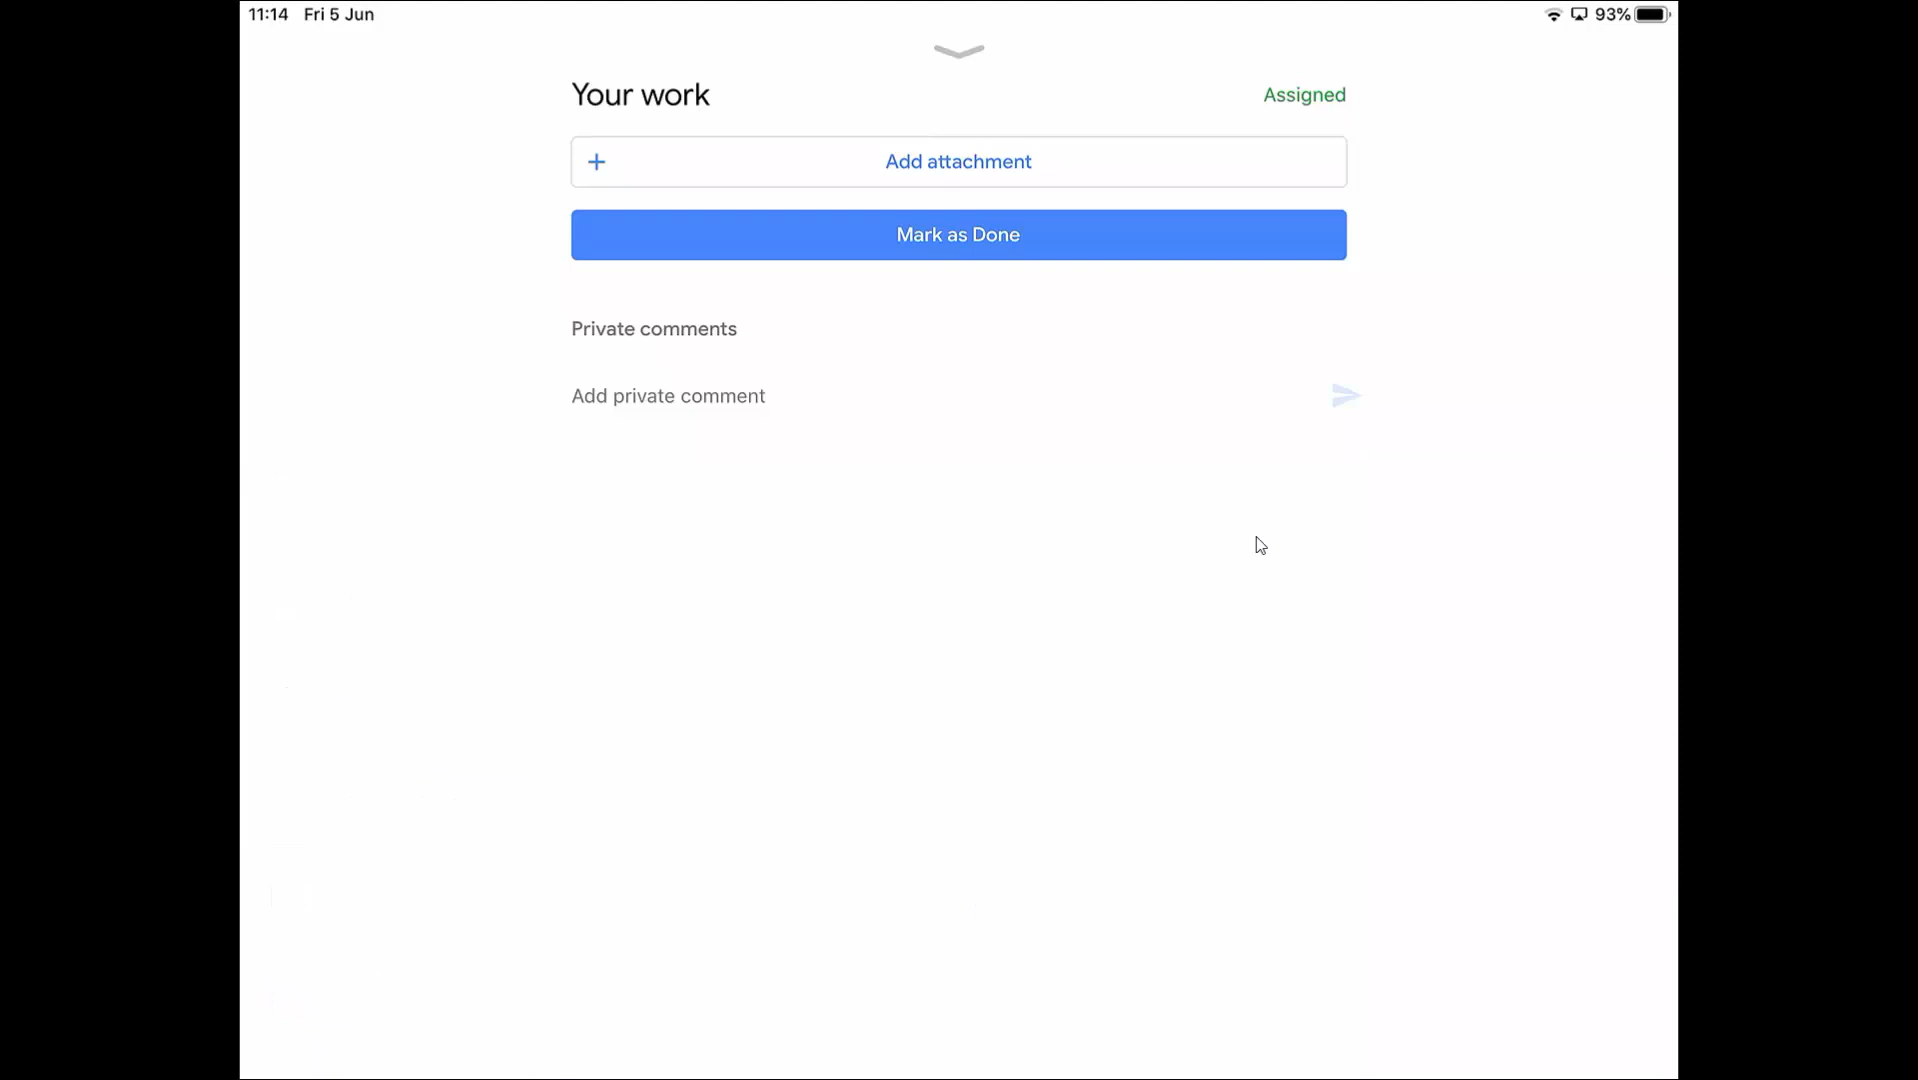 11:14 Fri 5 Jun 93%
Your work Assigned
+ Add attachment
Mark as Done
Private comments
Add private comment